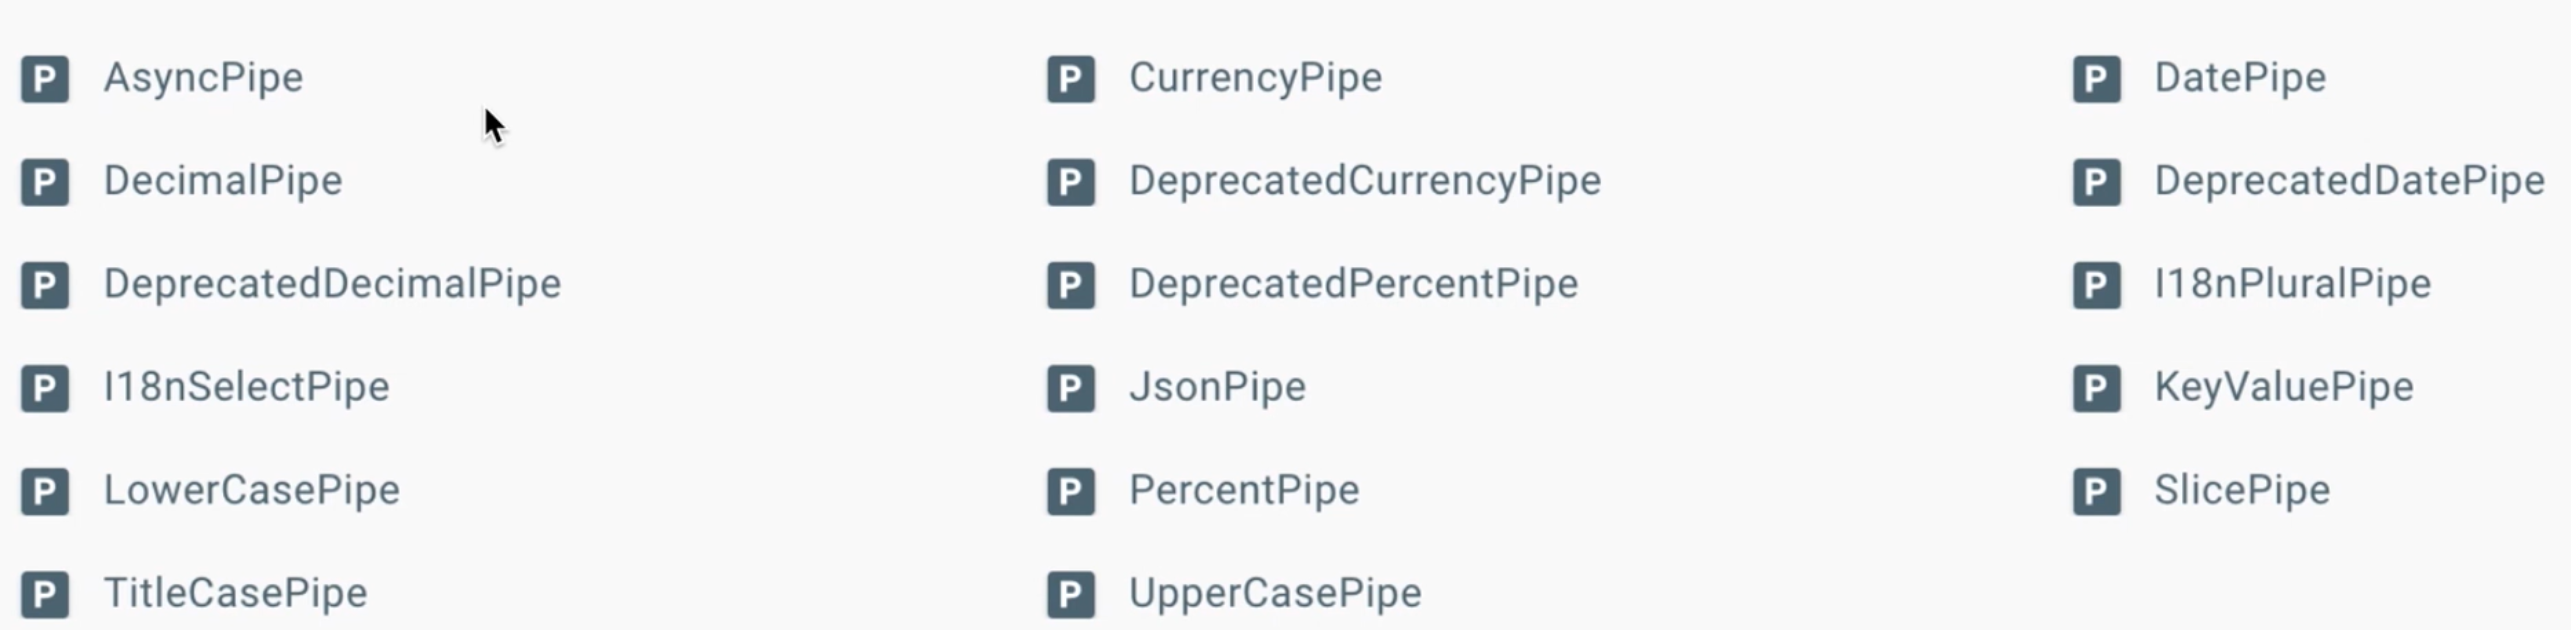 P AsyncPipe
P CurrencyPipe
P DatePipe
P DecimalPipe
P DeprecatedCurrencyPipe
P DeprecatedDatePipe
P DeprecatedDecimalPipe
P DeprecatedPercentPipe
P I18nPluralPipe
P I18nSelectPipe
P JsonPipe
P KeyValuePipe
P LowerCasePipe
P PercentPipe
P SlicePipe
P TitleCasePipe
P UpperCasePipe